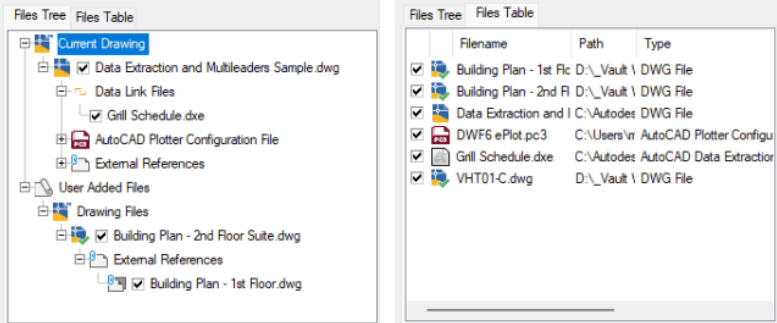 Files Tree Files Table
Current Drawing
Data Extraction and Multileaders Sample.dwg
Data Link Files
Grill Schedule.dxe
AutoCAD Plotter Configuration File
External References
User Added Files
Drawing Files
Building Plan - 2nd Floor Suite.dwg
External References
Building Plan - 1st Floor.dwg
Files Tree Files Table
Filename Path Type
Building Plan - 1st Flc D:\_Vault \ DWG File
Building Plan - 2nd Fl D:\_Vault \ DWG File
Data Extraction and I C:\Autodes DWG File
DWF6 ePlot.pc3 C:\Users\r AutoCAD Plotter Configu
Grill Schedule.dxe C:\Autodes AutoCAD Data Extraction
VHT01-C.dwg D:\_Vault \ DWG File